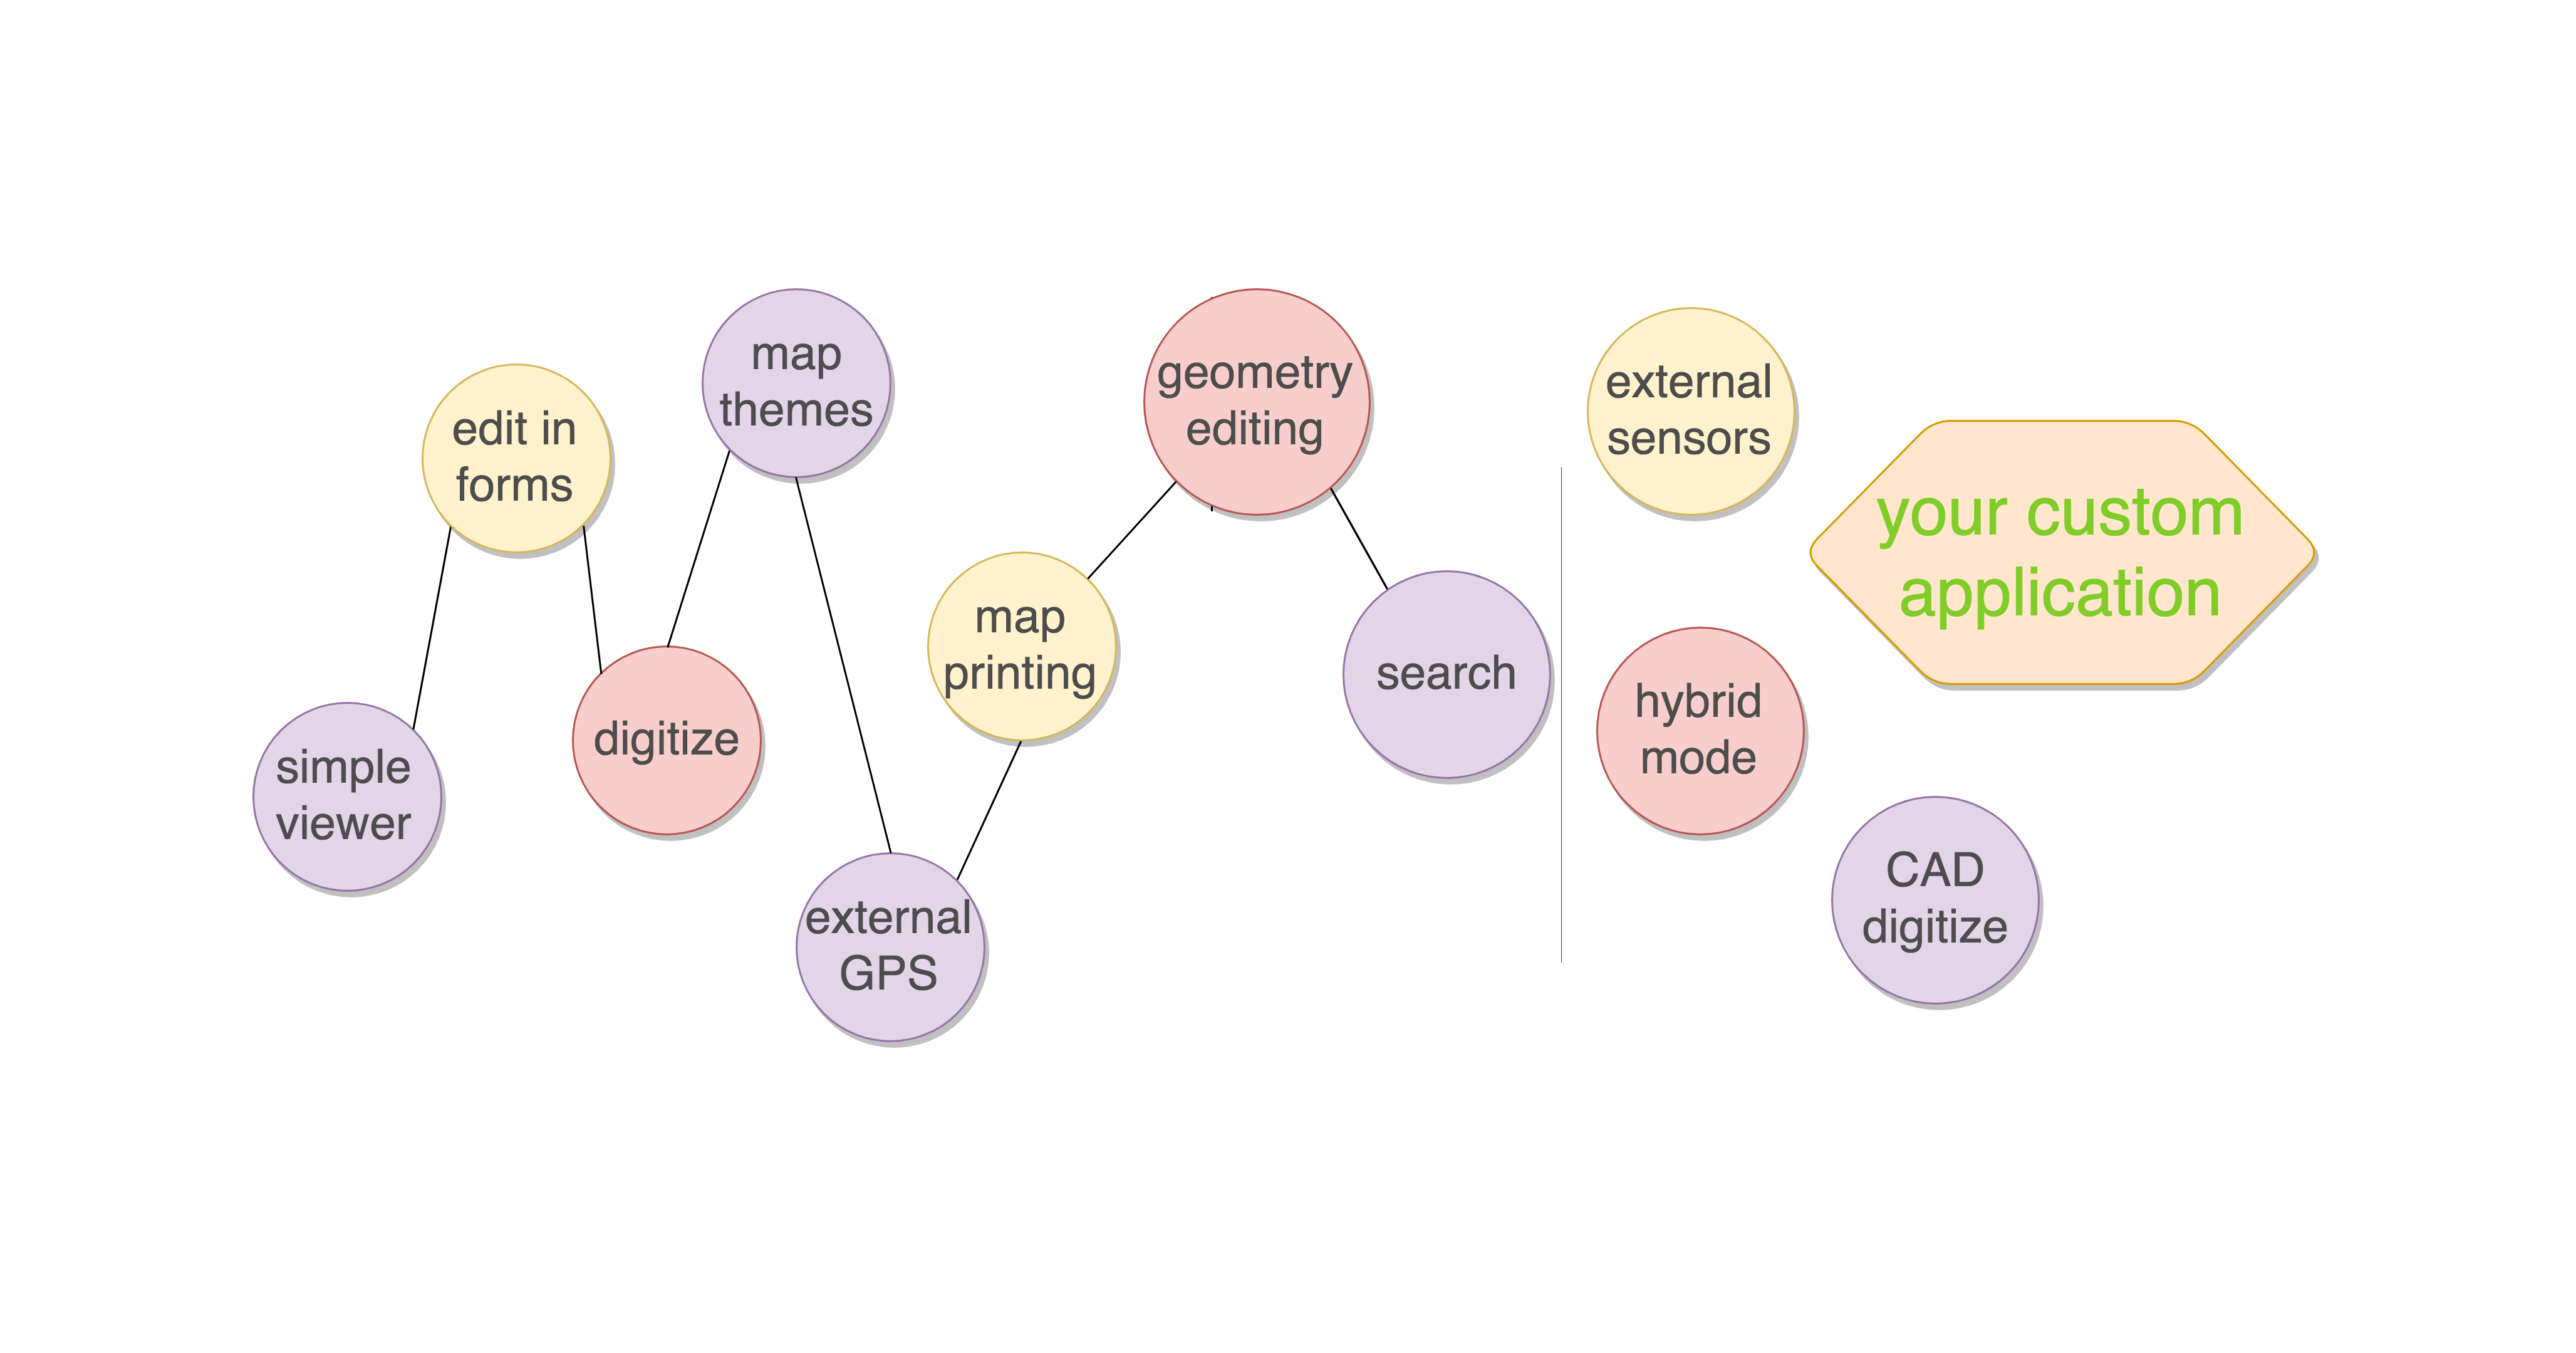 simple
viewer
edit in
forms
digitize
map
themes
external
GPS
map
printing
geometry
editing
search
external
sensors
hybrid
mode
CAD
digitize
your custom
application